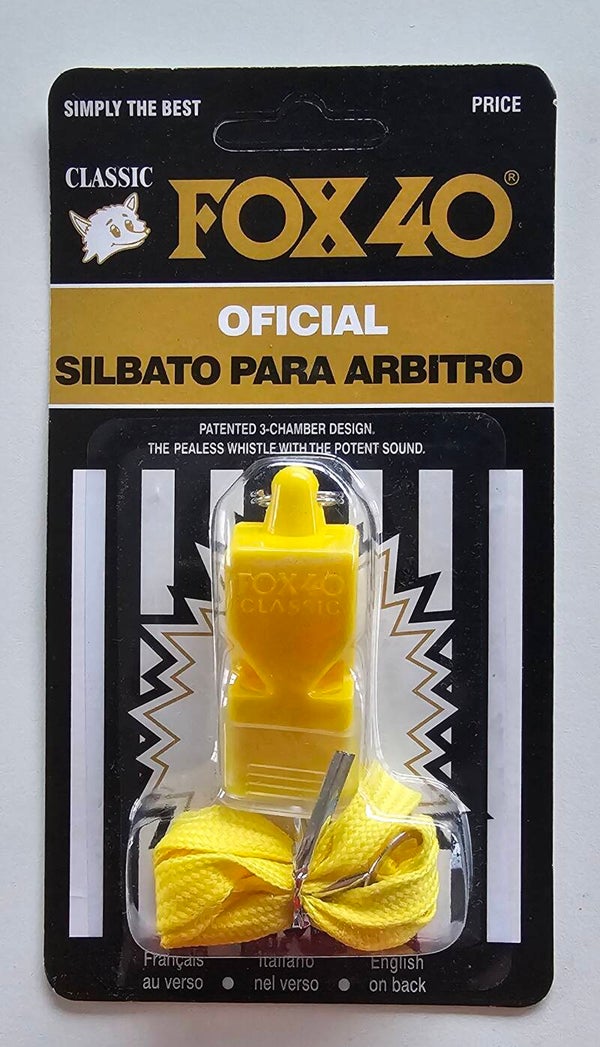 SIMPLY THE BEST
PRICE
CLASSIC
FOX 40®
OFICIAL
SILBATO PARA ARBITRO
PATENTED 3-CHAMBER DESIGN.
THE PEALESS WHISTLE WITH THE POTENT SOUND.
FOX 40
CLASSIC
Français
au verso
Italiano
nel verso
English
on back